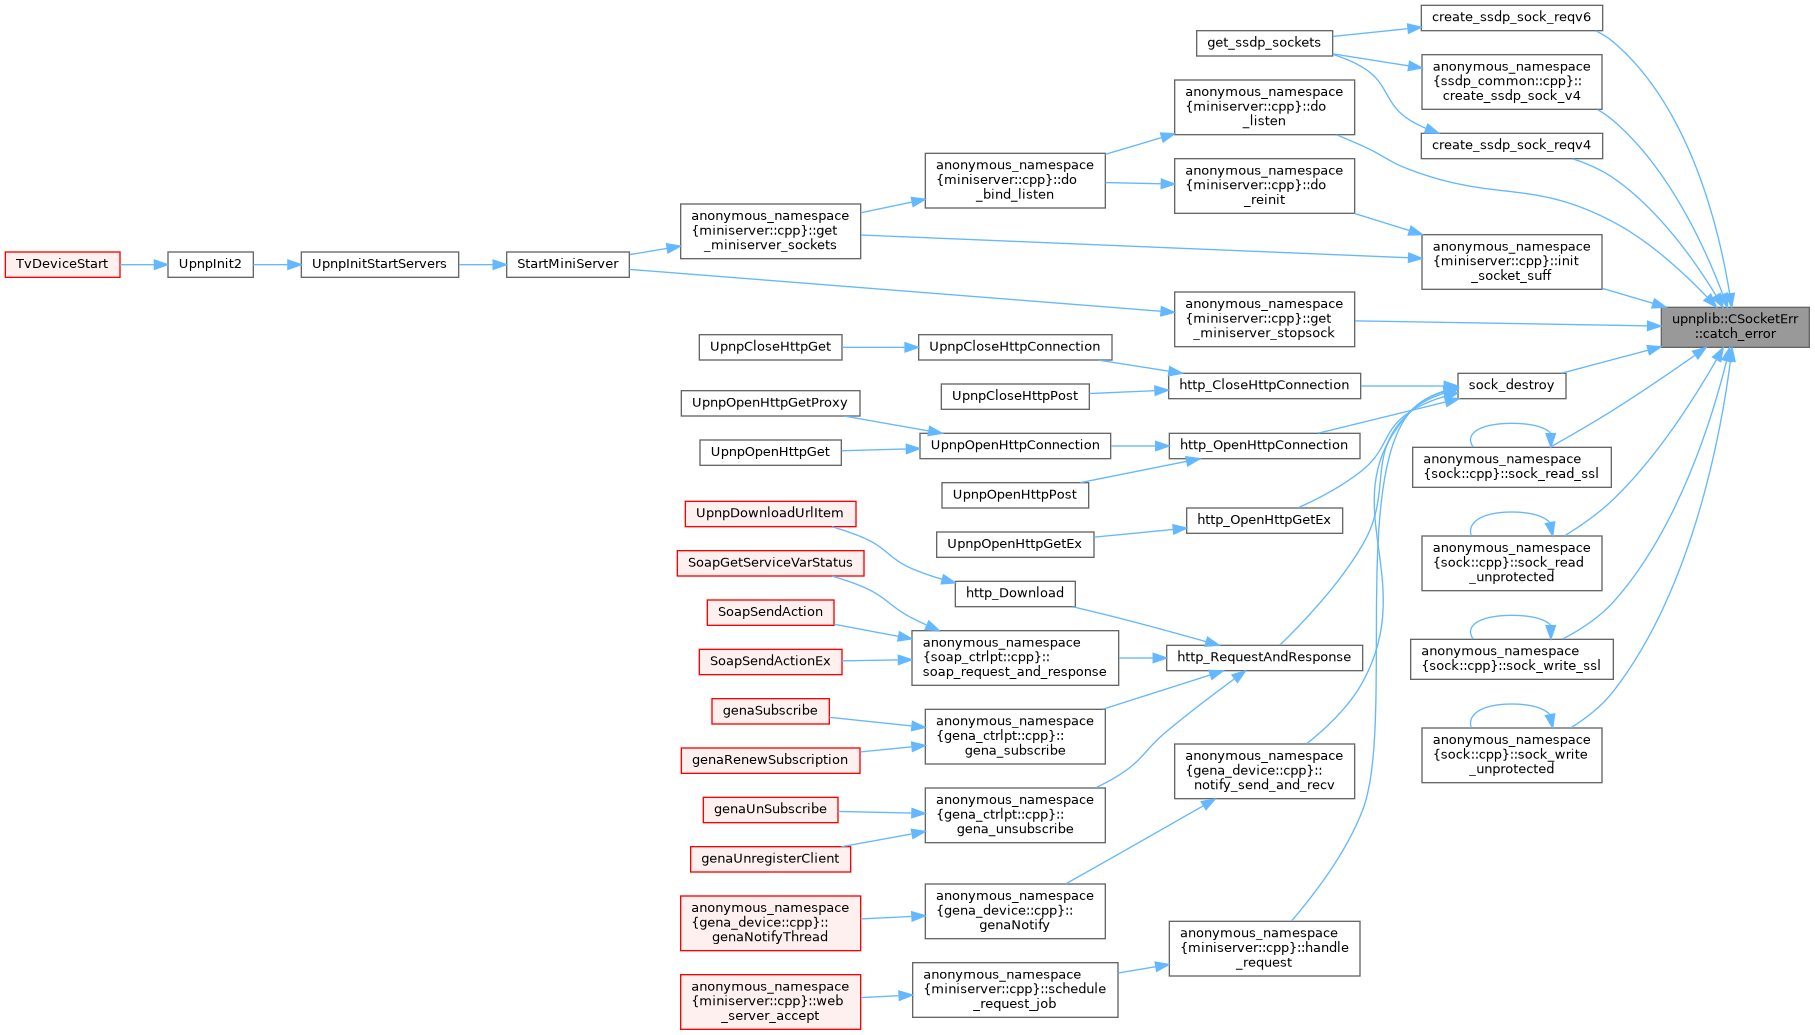 create_ssdp_sock_reqv6
get_ssdp_sockets
anonymous_namespace
{ssdp_common::cpp}::
create_ssdp_sock_v4
anonymous_namespace
{miniserver::cpp}::do
_listen
create_ssdp_sock_reqv4
anonymous_namespace
{miniserver::cpp}::do
_bind_listen
anonymous_namespace
{miniserver::cpp}::do
_reinit
anonymous_namespace
{miniserver::cpp}::get
_miniserver_sockets
anonymous_namespace
{miniserver::cpp}::init
_socket_suff
TvDeviceStart
UpnpInit2
UpnpInitStartServers
StartMiniServer
anonymous_namespace
{miniserver::cpp}::get
_miniserver_stopsock
upnplib::CSocketErr
::catch_error
UpnpCloseHttpGet
UpnpCloseHttpConnection
http_CloseHttpConnection
sock_destroy
UpnpCloseHttpPost
UpnpOpenHttpGetProxy
UpnpOpenHttpGet
UpnpOpenHttpConnection
http_OpenHttpConnection
anonymous_namespace
{sock::cpp}::sock_read_ssl
UpnpOpenHttpPost
UpnpDownloadUrlItem
http_OpenHttpGetEx
UpnpOpenHttpGetEx
anonymous_namespace
{sock::cpp}::sock_read
_unprotected
SoapGetServiceVarStatus
http_Download
SoapSendAction
anonymous_namespace
{soap_ctrlpt::cpp}::
soap_request_and_response
http_RequestAndResponse
anonymous_namespace
{sock::cpp}::sock_write_ssl
SoapSendActionEx
genaSubscribe
anonymous_namespace
{gena_ctrlpt::cpp}::
gena_subscribe
genaRenewSubscription
anonymous_namespace
{gena_device::cpp}::
notify_send_and_recv
anonymous_namespace
{sock::cpp}::sock_write
_unprotected
genaUnSubscribe
anonymous_namespace
{gena_ctrlpt::cpp}::
gena_unsubscribe
genaUnregisterClient
anonymous_namespace
{gena_device::cpp}::
genaNotifyThread
anonymous_namespace
{gena_device::cpp}::
genaNotify
anonymous_namespace
{miniserver::cpp}::handle
_request
anonymous_namespace
{miniserver::cpp}::web
_server_accept
anonymous_namespace
{miniserver::cpp}::schedule
_request_job